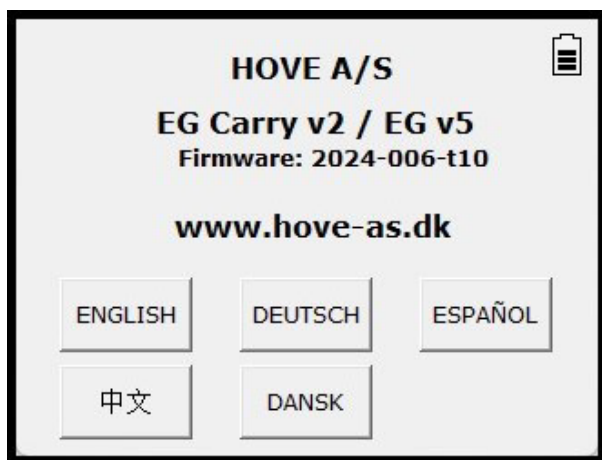 HOVE A/S
EG Carry v2 / EG v5
Firmware: 2024-006-t10
www.hove-as.dk
ENGLISH DEUTSCH ESPAÑOL
中文 DANSK